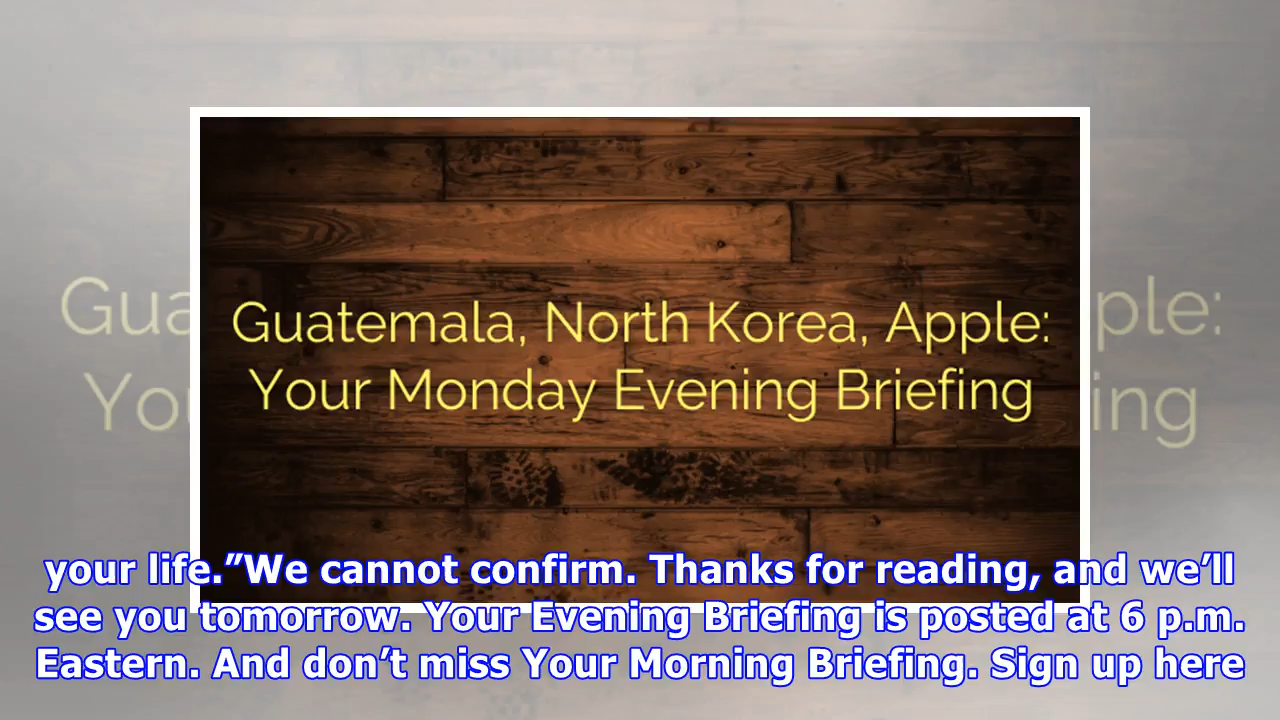 Guatemala, North Korea, Apple:
Your Monday Evening Briefing
your life.”We cannot confirm. Thanks for reading, and we’ll
see you tomorrow. Your Evening Briefing is posted at 6 p.m.
Eastern. And don’t miss Your Morning Briefing. Sign up here